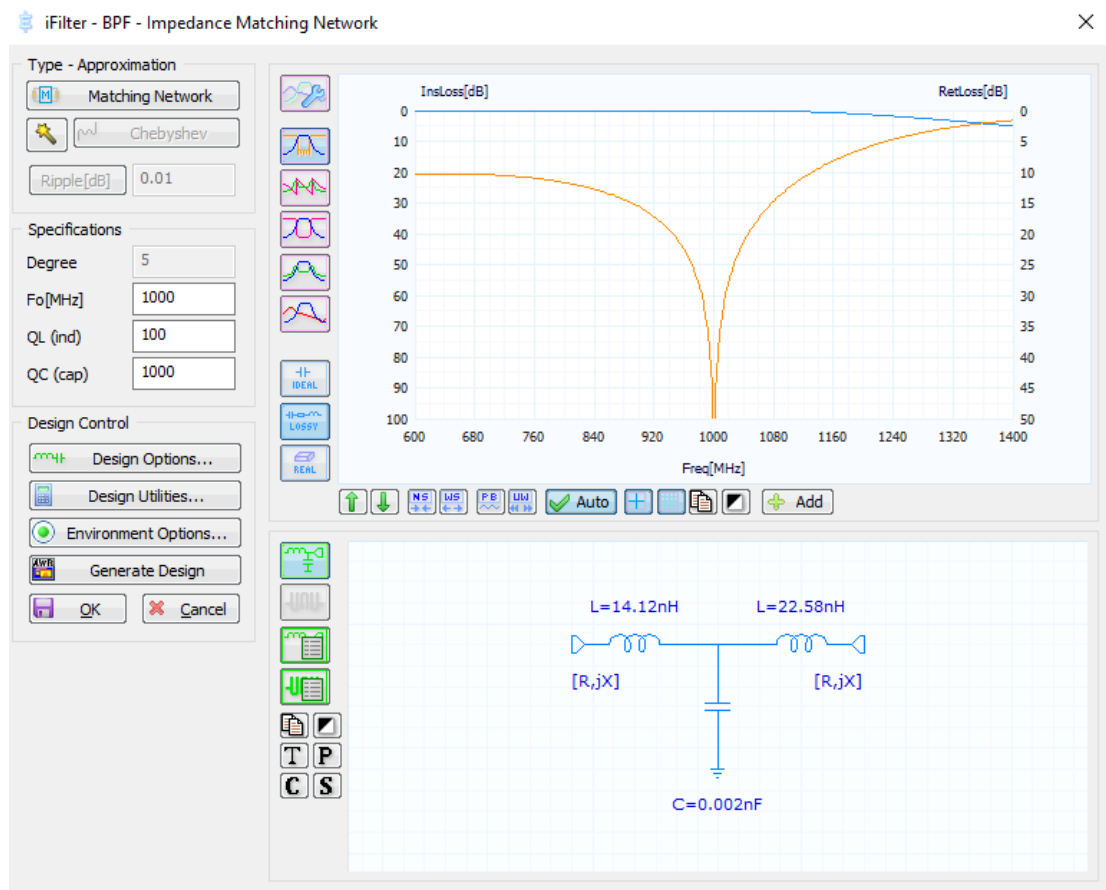 iFilter - BPF - Impedance Matching Network
Type - Approximation
M
Matching Network
Chebyshev
Ripple[dB]
0.01
Specifications
Degree
5
Fo[MHz]
1000
QL (ind)
100
QC (cap)
1000
Design Control
Design Options...
Design Utilities...
Environment Options...
AWR
Generate Design
OK
Cancel
IDEAL
LOSSY
REAL
InsLoss[dB]
RetLoss[dB]
0
10
20
30
40
50
60
70
80
90
100
0
5
10
15
20
25
30
35
40
45
50
600 680 760 840 920 1000 1080 1160 1240 1320 1400
Freq[MHz]
NS
WS
PB
UW
Auto
Add
T P
C S
L=14.12nH L=22.58nH
[R,jX] [R,jX]
C=0.002nF